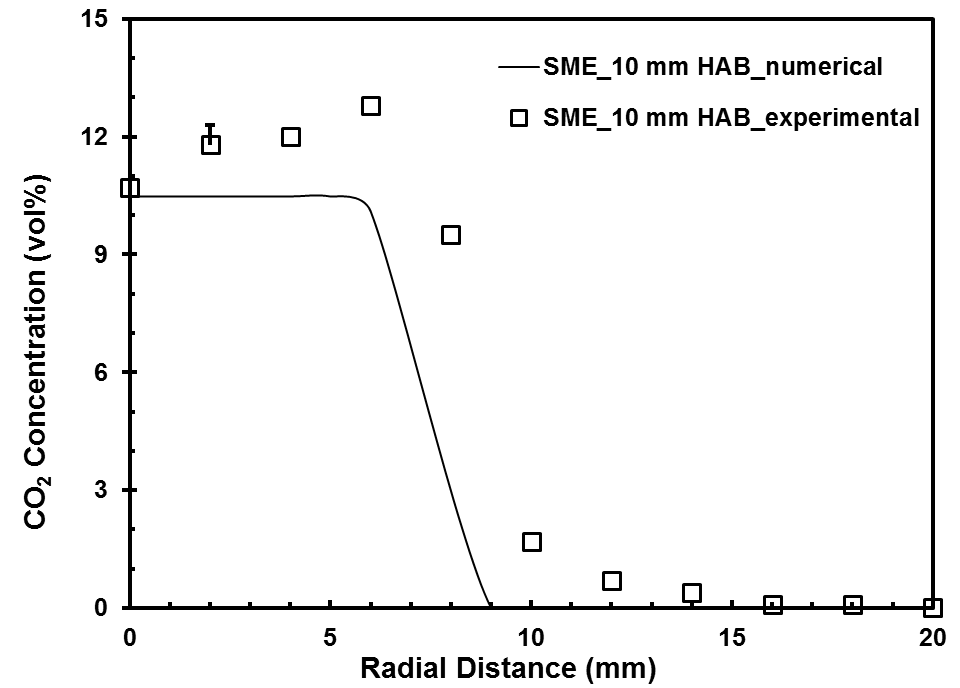 15
12
9
6
3
0
0 5 10 15 20
CO₂ Concentration (vol%)
Radial Distance (mm)
SME_10 mm HAB_numerical
SME_10 mm HAB_experimental